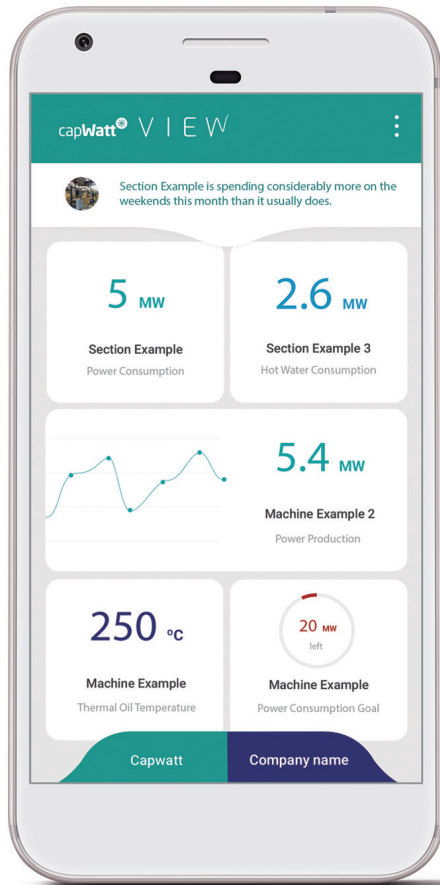 capWatt VIEW
Section Example is spending considerably more on the
weekends this month than it usually does.
5 MW
Section Example
Power Consumption
2.6 MW
Section Example 3
Hot Water Consumption
5.4 MW
Machine Example 2
Power Production
250 ºC
Machine Example
Thermal Oil Temperature
20 MW
left
Machine Example
Power Consumption Goal
Capwatt
Company name